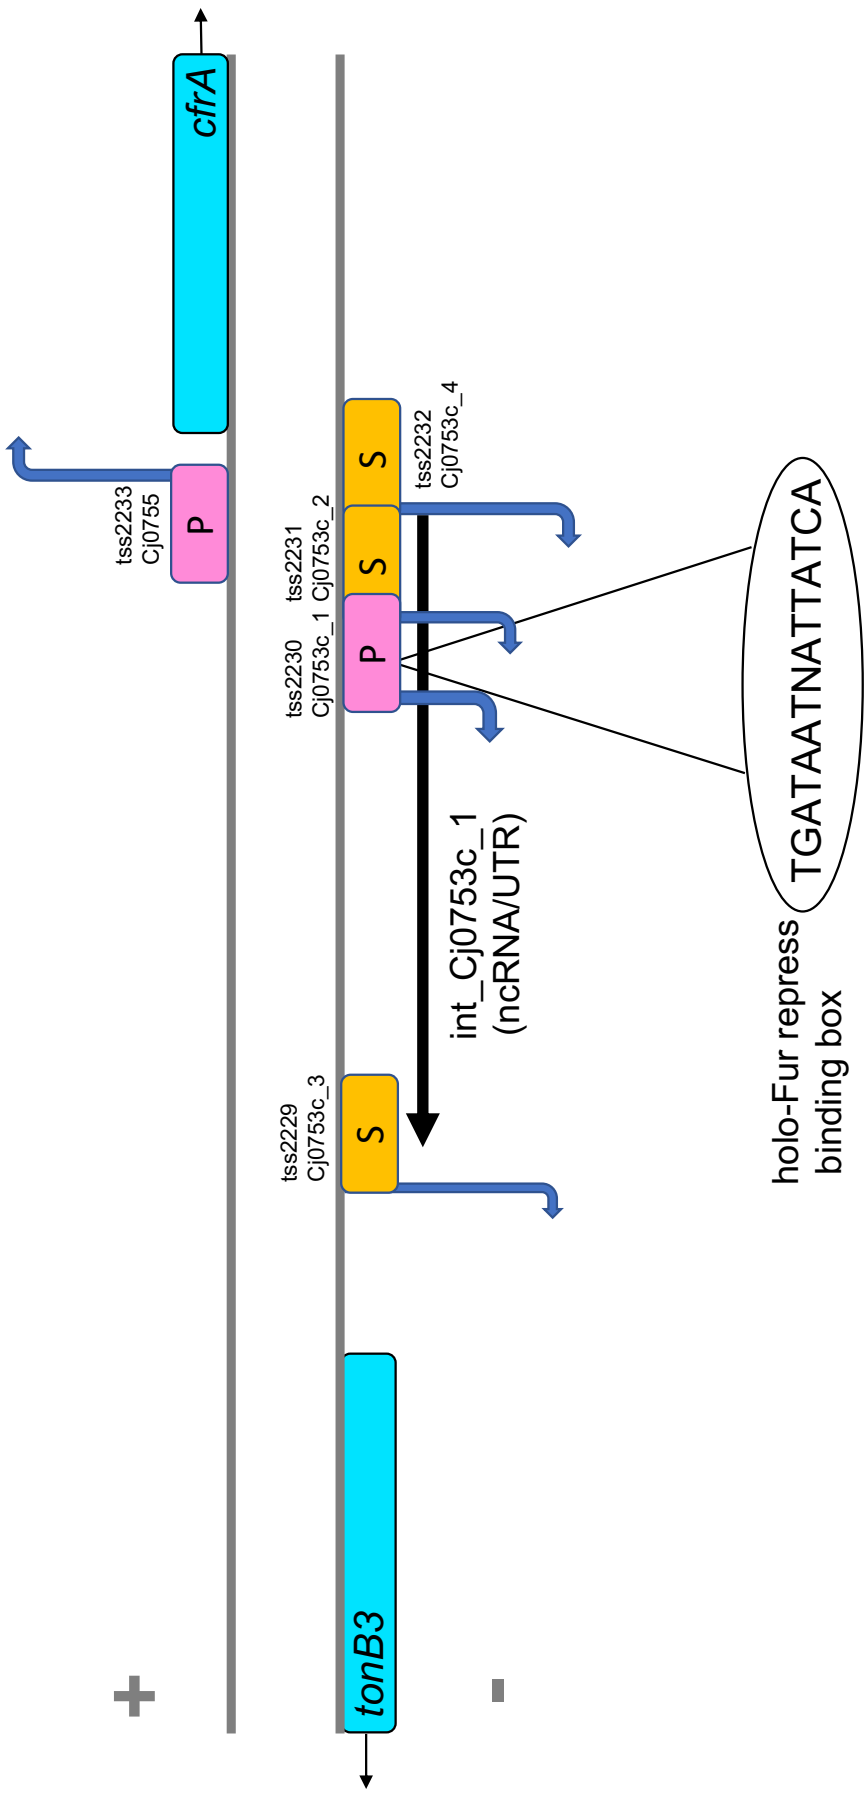 +
cfrA
tss2233
Cj0755
P
tss2229
Cj0753c_3
tss2230
Cj0753c_1
tss2231
Cj0753c_2
tonB3
S
P
S
S
tss2232
Cj0753c_4
-
int_Cj0753c_1
(ncRNA/UTR)
holo-Fur repress
binding box
TGATAATNATTATCA